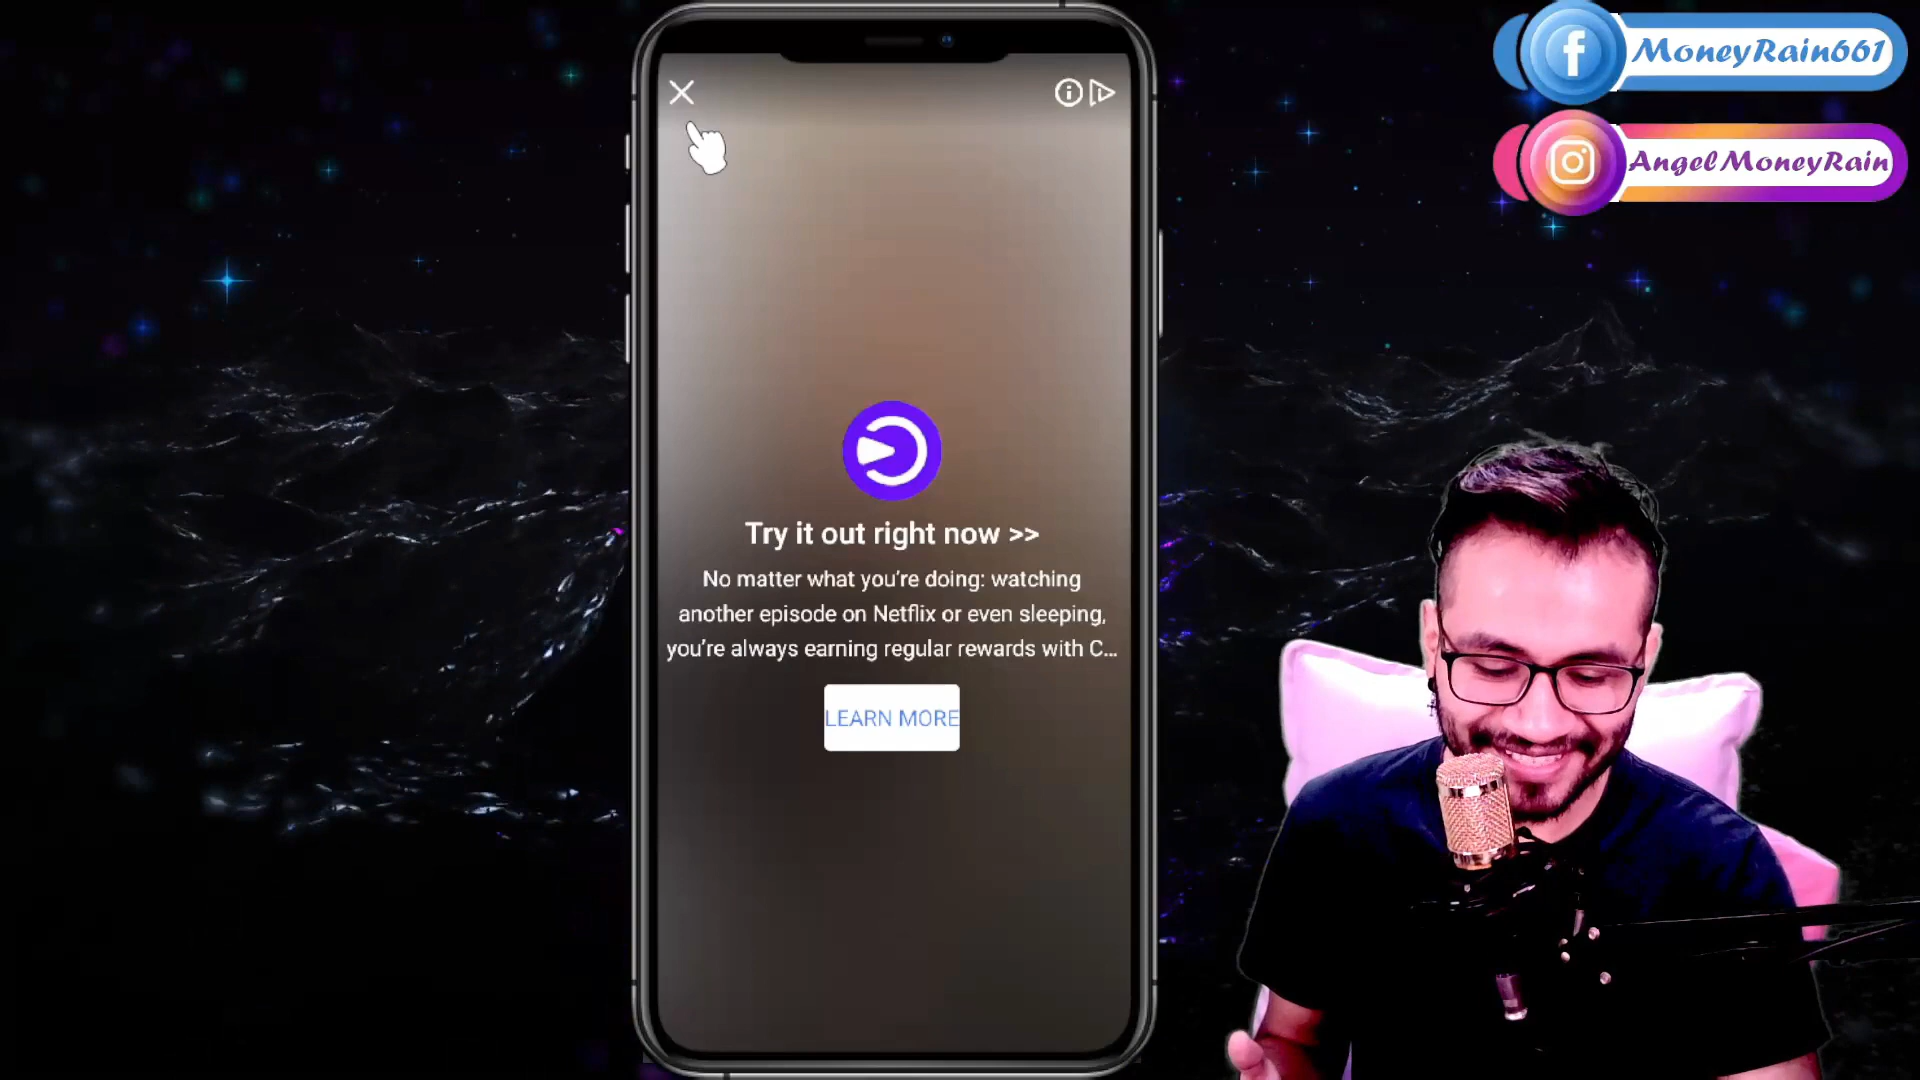 MoneyRain661
AngelMoneyRain
Try it out right now >>
No matter what you’re doing: watching
another episode on Netflix or even sleeping,
you’re always earning regular rewards with C...
LEARN MORE